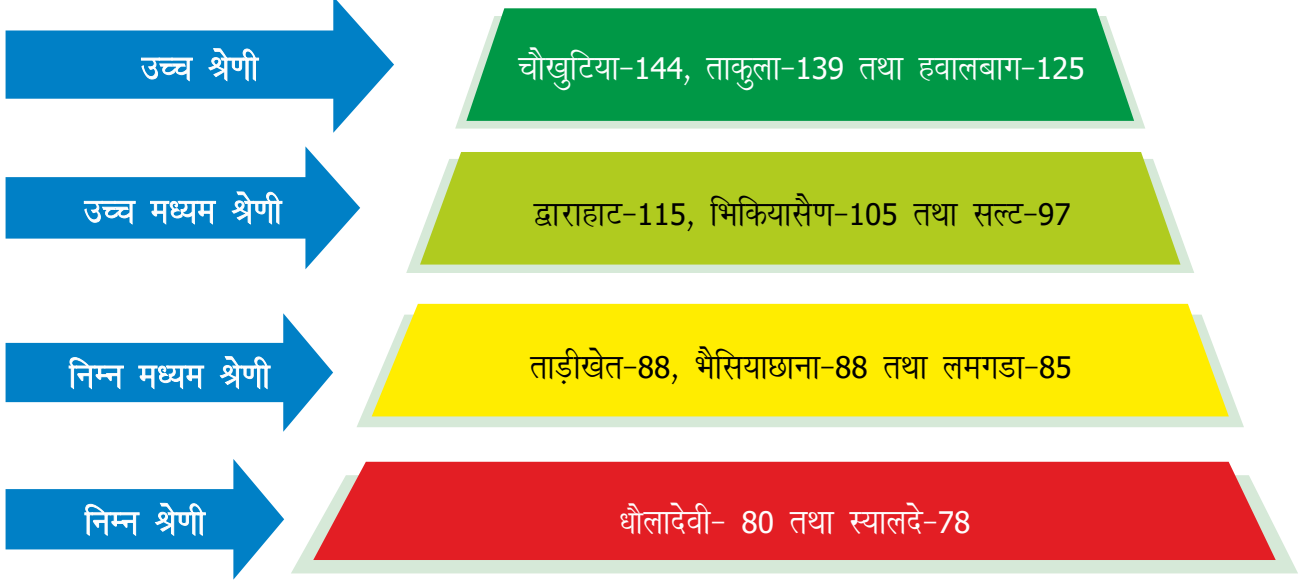 उच्च श्रेणी
चौखुटिया-144, ताकुला-139 तथा हवालबाग-125
उच्च मध्यम श्रेणी
द्वाराहाट-115, भिकियासैण-105 तथा सल्ट-97
निम्न मध्यम श्रेणी
ताड़ीखेत-88, भैसियाछाना-88 तथा लमगडा-85
निम्न श्रेणी
धौलादेवी- 80 तथा स्यालदे-78